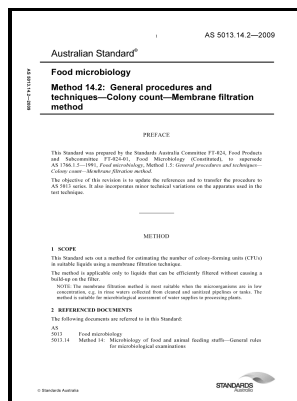 1
AS 5013.14.2—2009
Australian Standard®
AS 5013.14.2—2009
Food microbiology
Method 14.2: General procedures and
techniques—Colony count—Membrane filtration
method
PREFACE
This Standard was prepared by the Standards Australia Committee FT-024, Food Products
and Subcommittee FT-024-01, Food Microbiology (Constituted), to supersede
AS 1766.1.5—1991, Food microbiology, Method 1.5: General procedures and techniques—
Colony count—Membrane filtration method.
The objective of this revision is to update the references and to transfer the procedure to
AS 5013 series. It also incorporates minor technical variations on the apparatus used in the
test technique.
METHOD
1 SCOPE
This Standard sets out a method for estimating the number of colony-forming units (CFUs)
in suitable liquids using a membrane filtration technique.
The method is applicable only to liquids that can be efficiently filtered without causing a
build-up on the filter.
NOTE: The membrane filtration method is most suitable when the microorganisms are in low
concentration, e.g. in rinse waters collected from cleaned and sanitized pipelines or tanks. The
method is suitable for microbiological assessment of water supplies in processing plants.
2 REFERENCED DOCUMENTS
The following documents are referred to in this Standard:
AS
5013 Food microbiology
5013.14 Method 14: Microbiology of food and animal feeding stuffs—General rules
for microbiological examinations
© Standards Australia
STANDARDS
Australia